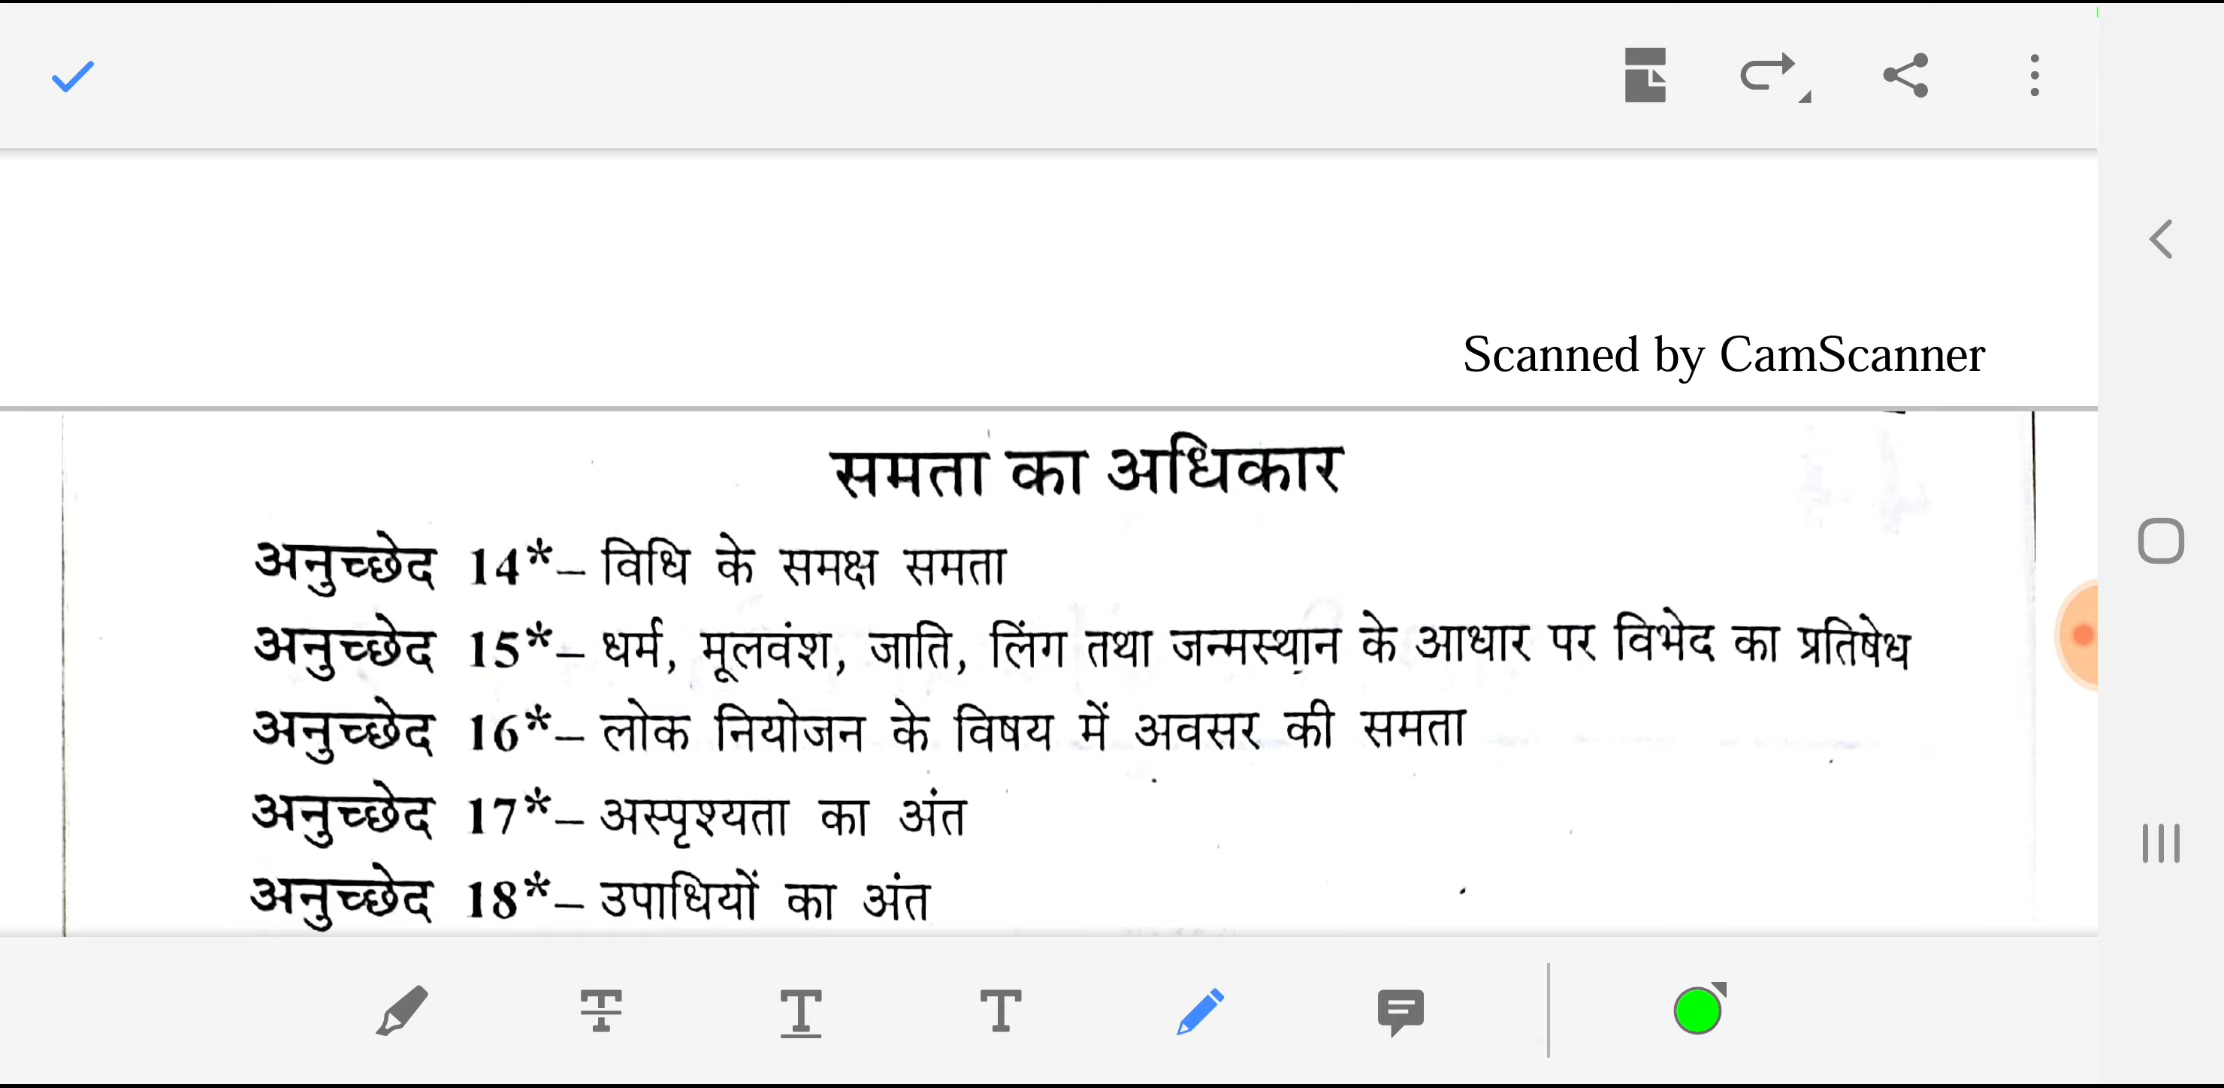 Scanned by CamScanner
समता का अधिकार
अनुच्छेद 14*– विधि के समक्ष समता
अनुच्छेद 15*– धर्म, मूलवंश, जाति, लिंग तथा जन्मस्थान के आधार पर विभेद का प्रतिषेध
अनुच्छेद 16*– लोक नियोजन के विषय में अवसर की समता
अनुच्छेद 17*– अस्पृश्यता का अंत
अनुच्छेद 18*– उपाधियों का अंत